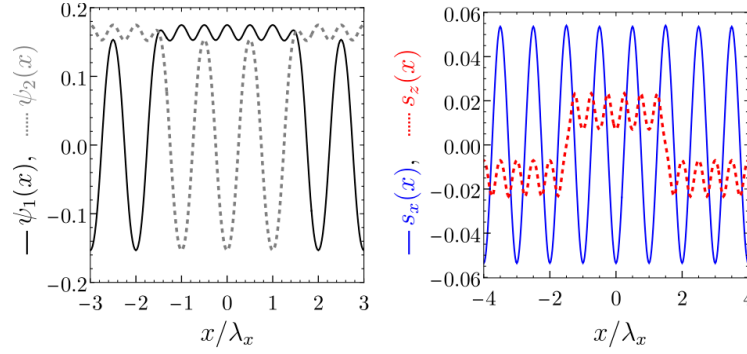 — ψ₁(x), ...... ψ₂(x)
0.2
0.1
0.0
-0.1
-0.2
-3 -2 -1 0 1 2 3
x/λₓ
— sₓ(x), ...... s_z(x)
0.06
0.04
0.02
0.00
-0.02
-0.04
-0.06
-4 -2 0 2 4
x/λₓ